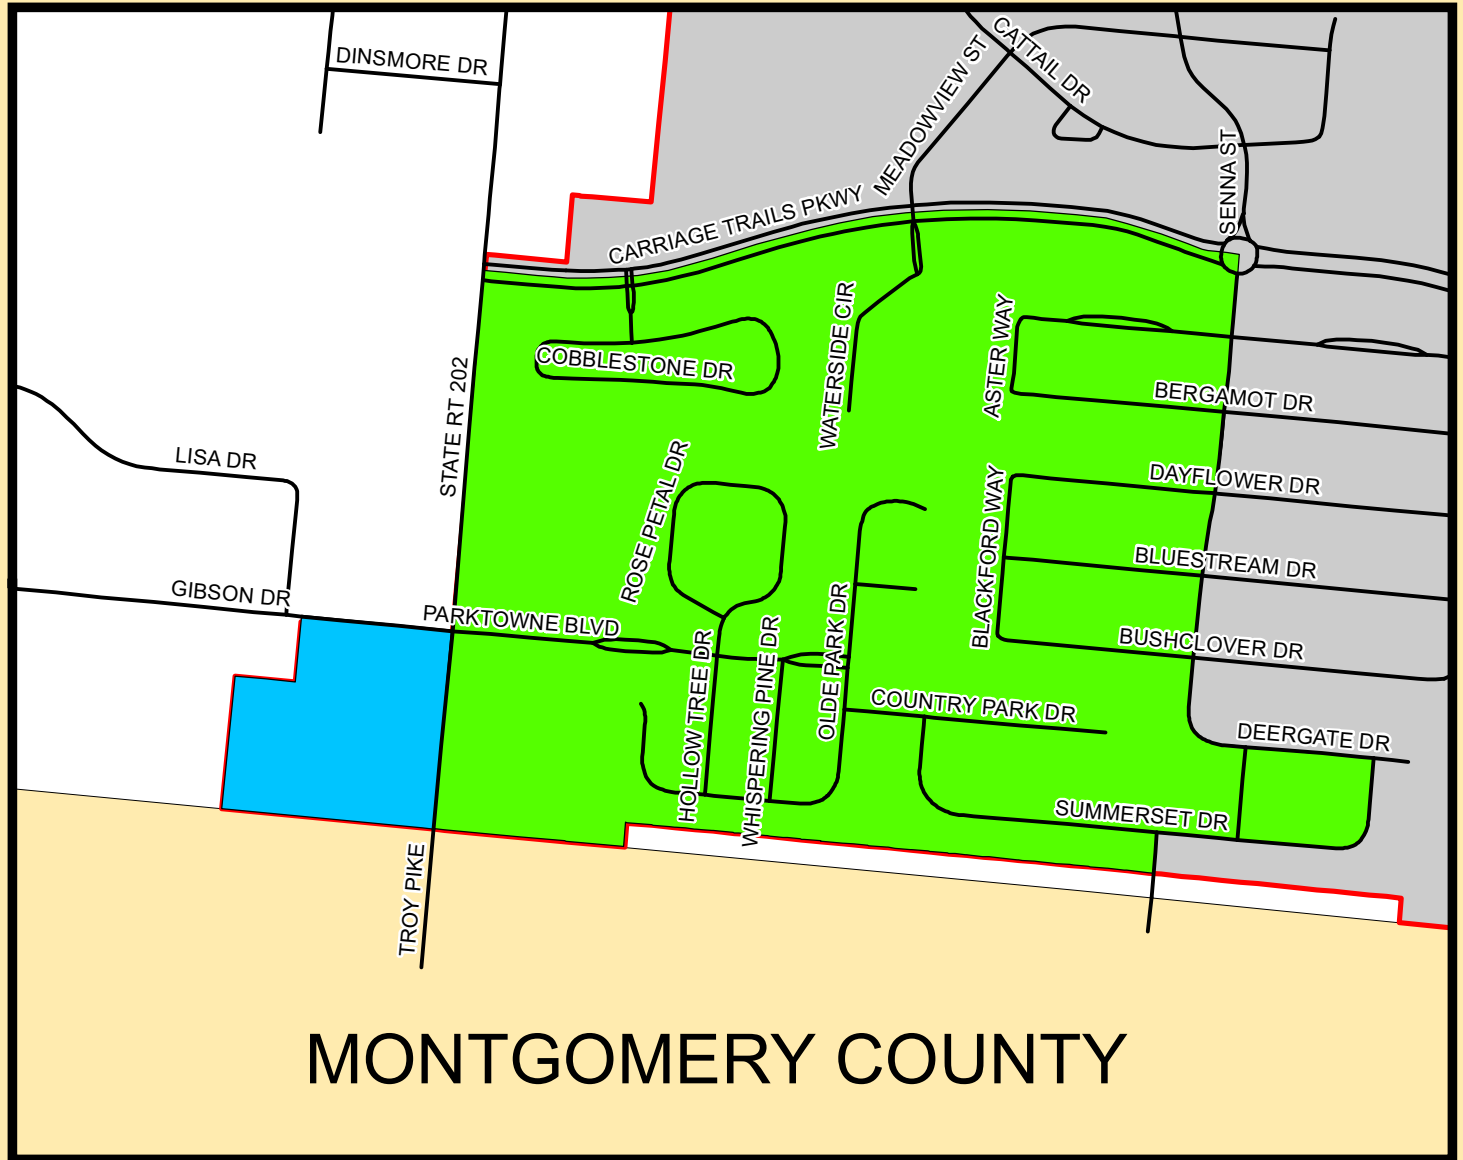 DINSMORE DR
CATTAIL DR
MEADOWVIEW ST
SENNA ST
CARRIAGE TRAILS PKWY
COBBLESTONE DR
WATERSIDE CIR
ASTER WAY
BERGAMOT DR
STATE RT 202
LISA DR
ROSE PETAL DR
DAYFLOWER DR
BLACKFORD WAY
BLUESTREAM DR
GIBSON DR
PARKTOWNE BLVD
BUSHCLOVER DR
HOLLOW TREE DR
WHISPERING PINE DR
OLDE PARK DR
COUNTRY PARK DR
DEERGATE DR
SUMMERSET DR
TROY PIKE
MONTGOMERY COUNTY